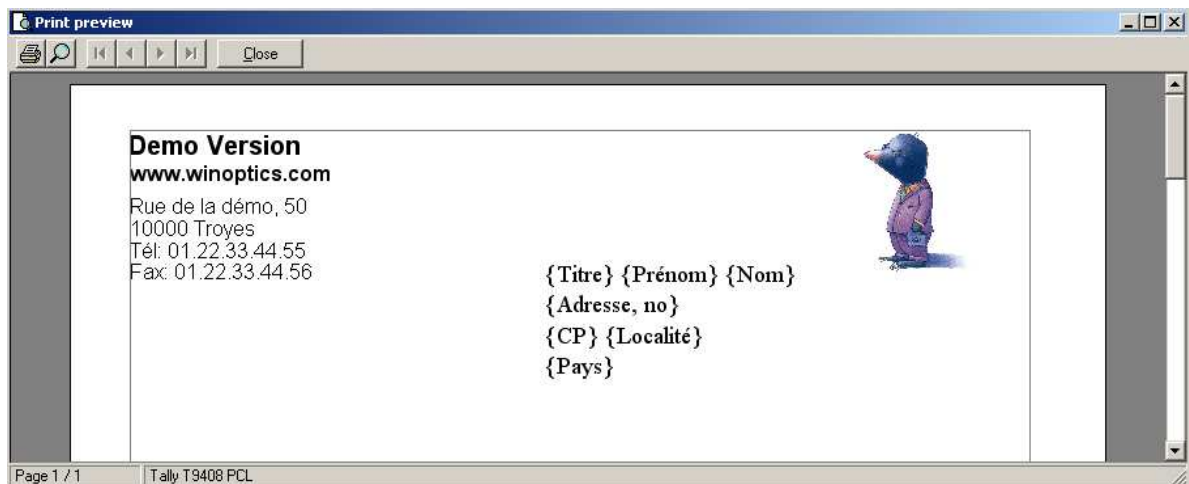 Print preview
Close
Demo Version
www.winoptics.com
Rue de la démo, 50
10000 Troyes
Tél: 01.22.33.44.55
Fax: 01.22.33.44.56
{Titre} {Prénom} {Nom}
{Adresse, no}
{CP} {Localité}
{Pays}
Page 1 / 1 Tally T9408 PCL